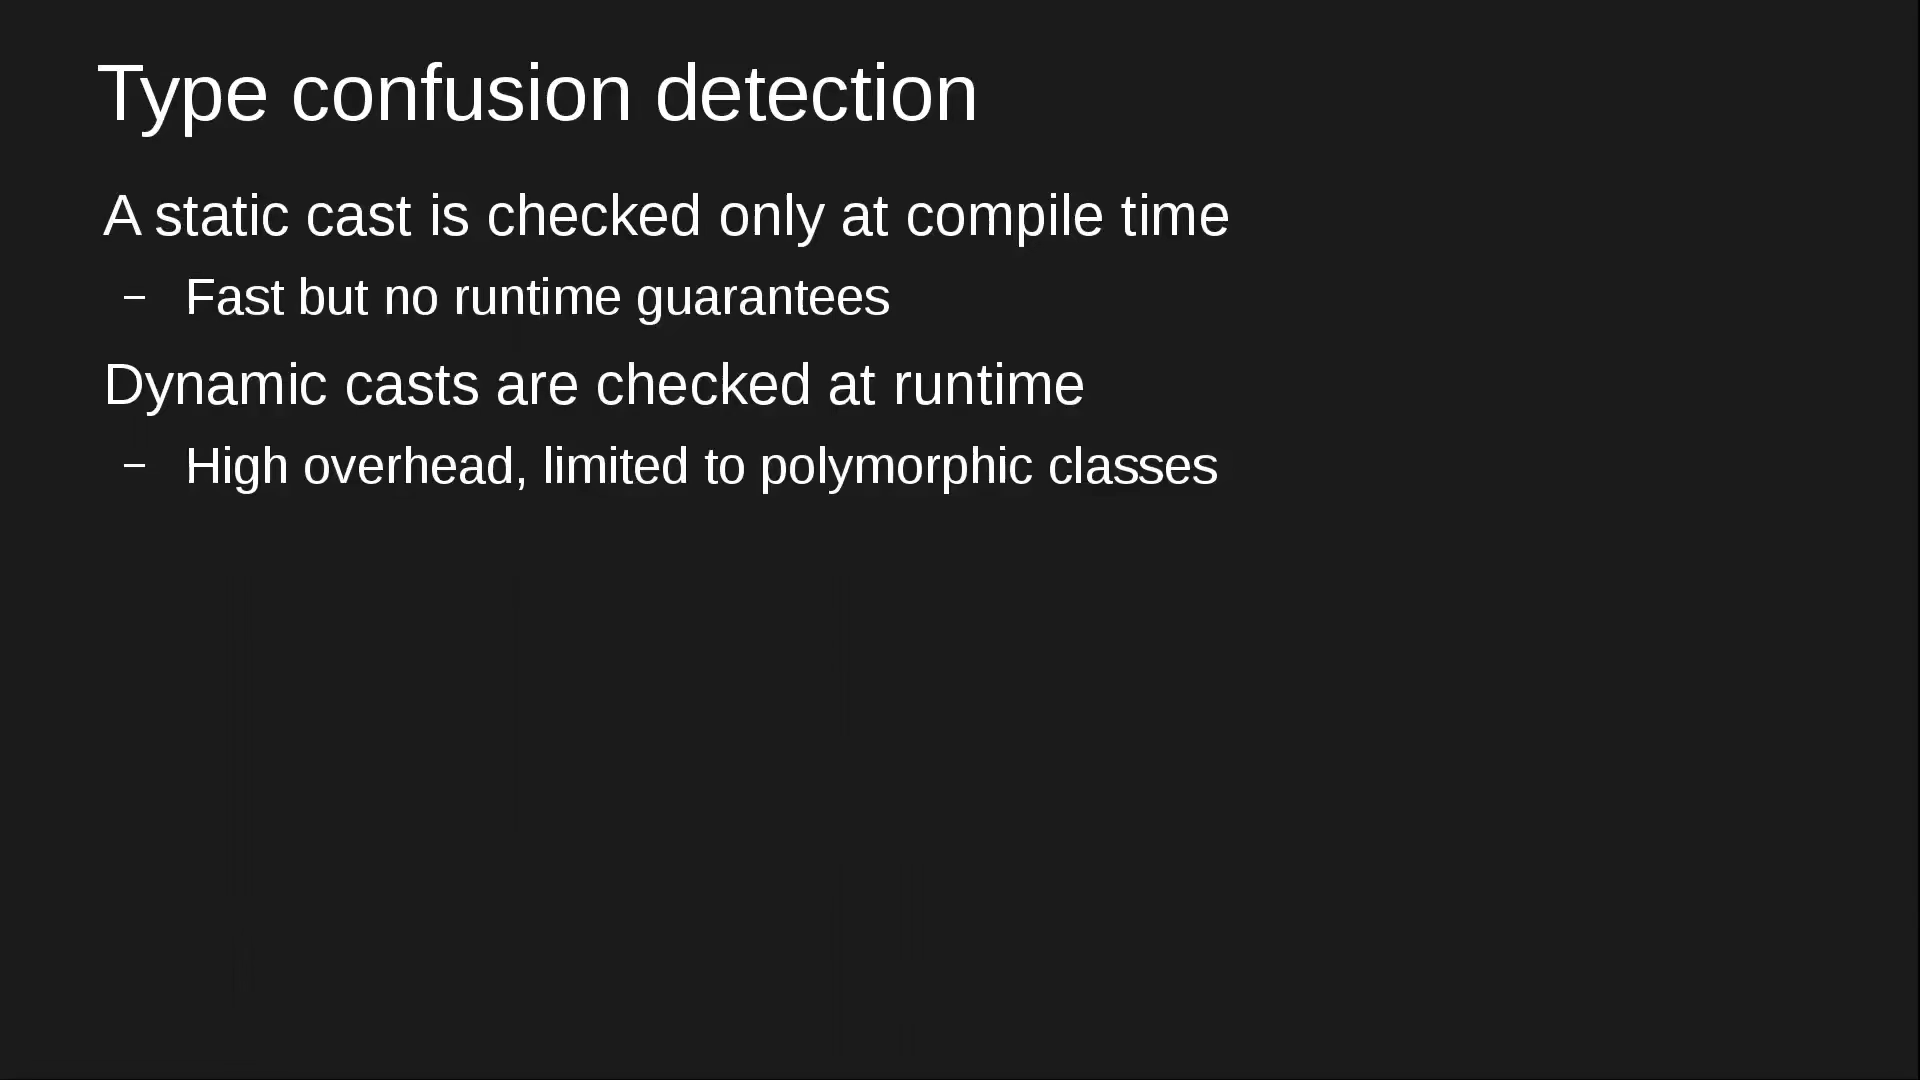 Type confusion detection
A static cast is checked only at compile time
– Fast but no runtime guarantees
Dynamic casts are checked at runtime
– High overhead, limited to polymorphic classes